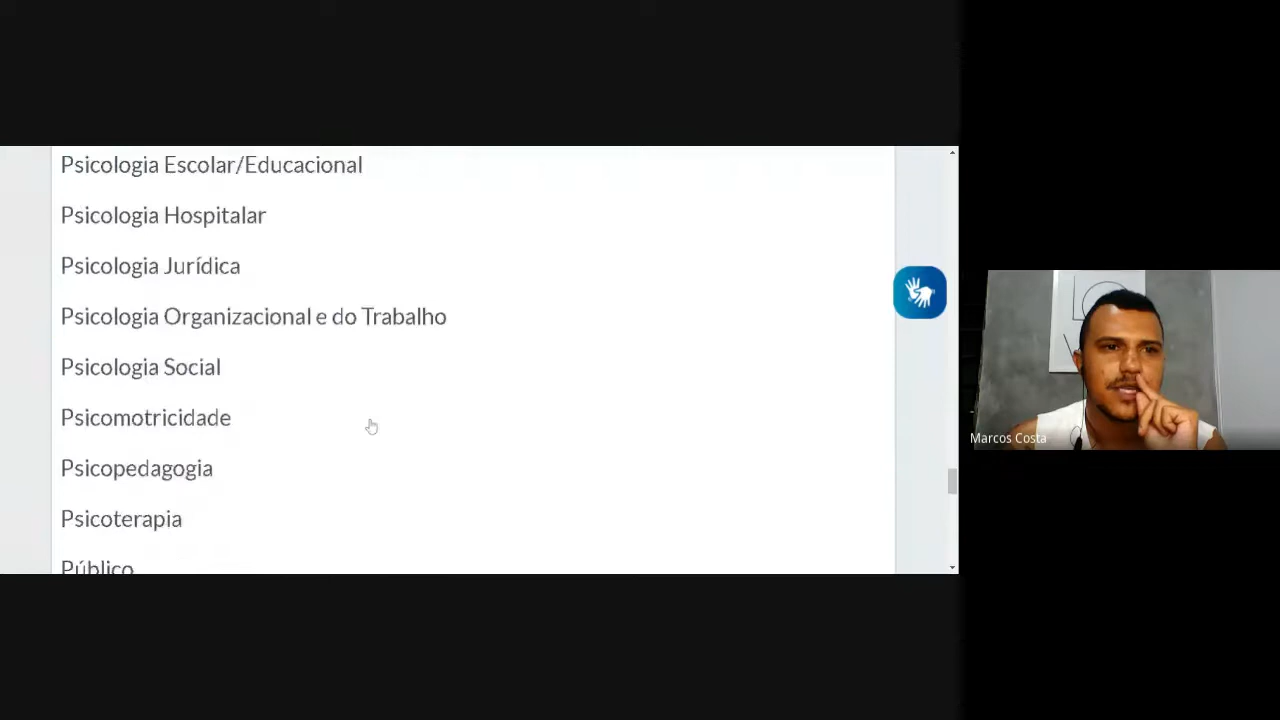 Psicologia Escolar/Educacional
Psicologia Hospitalar
Psicologia Jurídica
Psicologia Organizacional e do Trabalho
Psicologia Social
Psicomotricidade
Psicopedagogia
Psicoterapia
Público
Marcos Costa